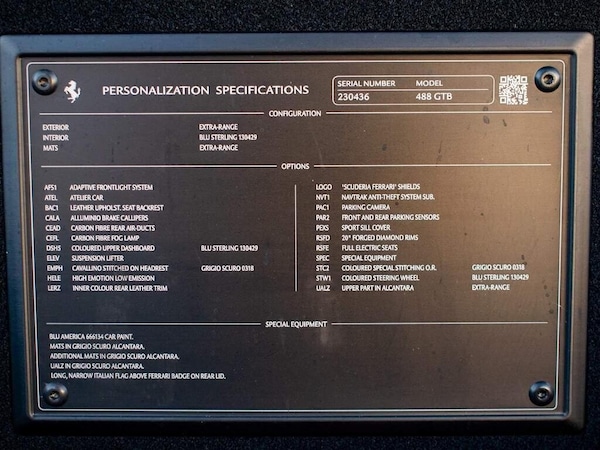 PERSONALIZATION SPECIFICATIONS
SERIAL NUMBER MODEL
230436 488 GTB
CONFIGURATION
EXTERIOR EXTRA-RANGE
INTERIOR BLU STERLING 130429
MATS EXTRA-RANGE
OPTIONS
AFS1 ADAPTIVE FRONTLIGHT SYSTEM
ATEL ATELIER CAR
BAC1 LEATHER UPHOLST. SEAT BACKREST
CALA ALLUMINIO BRAKE CALLIPERS
CEAD CARBON FIBRE REAR AIR-DUCTS
CEFL CARBON FIBRE FOG LAMP
DSH5 COLOURED UPPER DASHBOARD BLU STERLING 130429
ELEV SUSPENSION LIFTER
EMPH CAVALLINO STITCHED ON HEADREST GRIGIO SCURO 0318
HELE HIGH EMOTION LOW EMISSION
LERZ INNER COLOUR REAR LEATHER TRIM
LOGO "SCUDERIA FERRARI" SHIELDS
NVT1 NAVTRAK ANTI-THEFT SYSTEM SUB.
PAC1 PARKING CAMERA
PAR2 FRONT AND REAR PARKING SENSORS
PEXS SPORT SILL COVER
RSFD 20" FORGED DIAMOND RIMS
RSFE FULL ELECTRIC SEATS
SPEC SPECIAL EQUIPMENT
STC2 COLOURED SPECIAL STITCHING O.R. GRIGIO SCURO 0318
STW1 COLOURED STEERING WHEEL BLU STERLING 130429
UALZ UPPER PART IN ALCANTARA EXTRA-RANGE
SPECIAL EQUIPMENT
BLU AMERICA 666134 CAR PAINT.
MATS IN GRIGIO SCURO ALCANTARA.
ADDITIONAL MATS IN GRIGIO SCURO ALCANTARA.
UALZ IN GRIGIO SCURO ALCANTARA.
LONG, NARROW ITALIAN FLAG ABOVE FERRARI BADGE ON REAR LID.